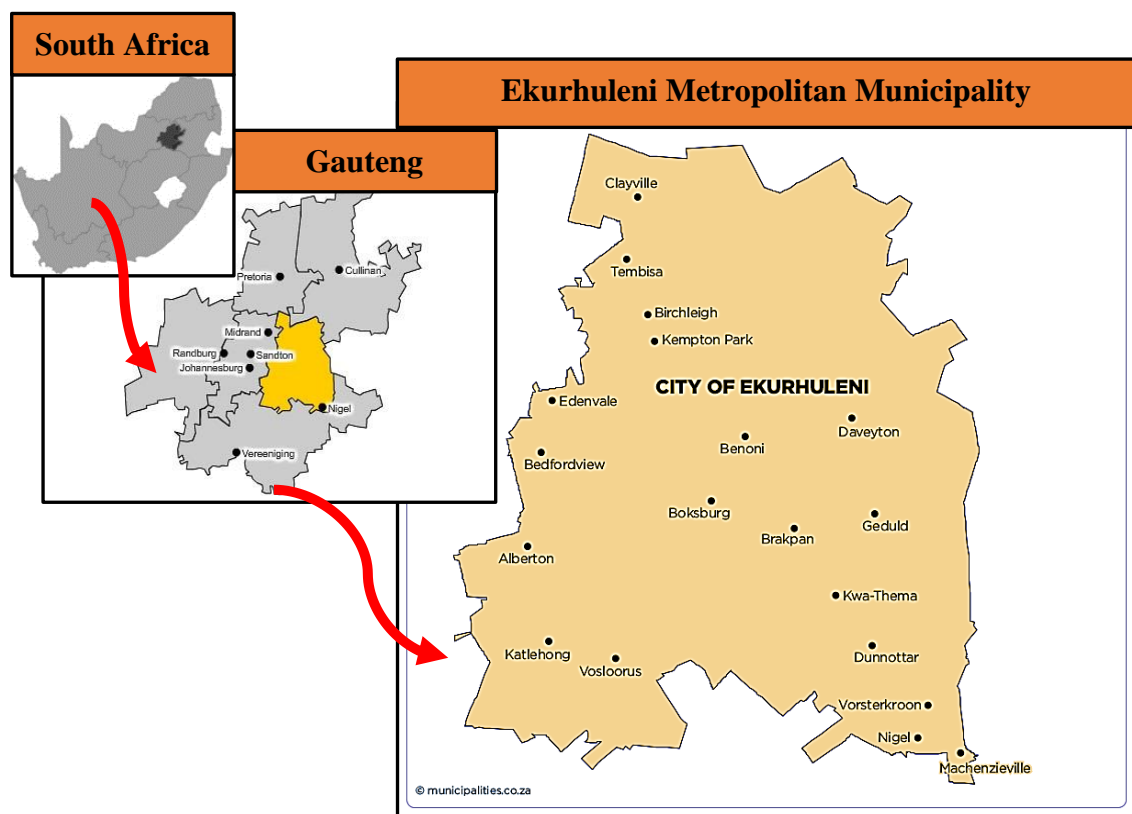 South Africa
Ekurhuleni Metropolitan Municipality
Gauteng
Cullinan
Pretoria
Midrand
Randburg
Sandton
Johannesburg
Nigel
Vereeniging
Clayville
Tembisa
Birchleigh
Kempton Park
CITY OF EKURHULENI
Edenvale
Daveyton
Benoni
Bedfordview
Boksburg
Geduld
Brakpan
Alberton
Kwa-Thema
Katlehong
Vosloorus
Dunnottar
Vorsterkroon
Nigel
Machenzieville
© municipalities.co.za